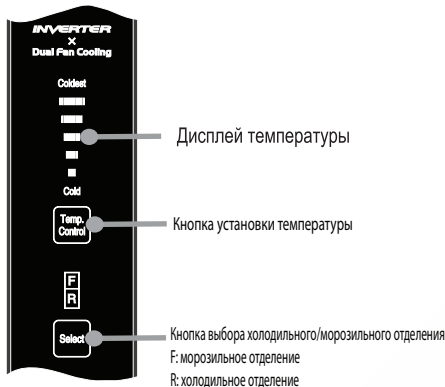 INVERTER
×
Dual Fan Cooling
Coldest
Дисплей температуры
Cold
Temp.
Control
Кнопка установки температуры
F
R
Select
Кнопка выбора холодильного/морозильного отделения
F: морозильное отделение
R: холодильное отделение